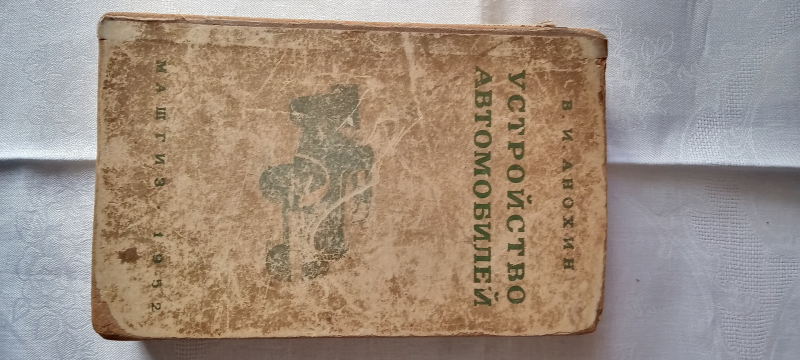 В. И АНОХИН
УСТРОЙСТВО
АВТОМОБИЛЕЙ
МАШГИЗ 1952